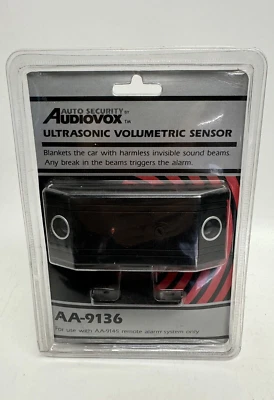 AUTO SECURITY BY
AUDIOVOX TM
ULTRASONIC VOLUMETRIC SENSOR
Blankets the car with harmless invisible sound beams.
Any break in the beams triggers the alarm.
AA-9136
For use with AA-9145 remote alarm system only